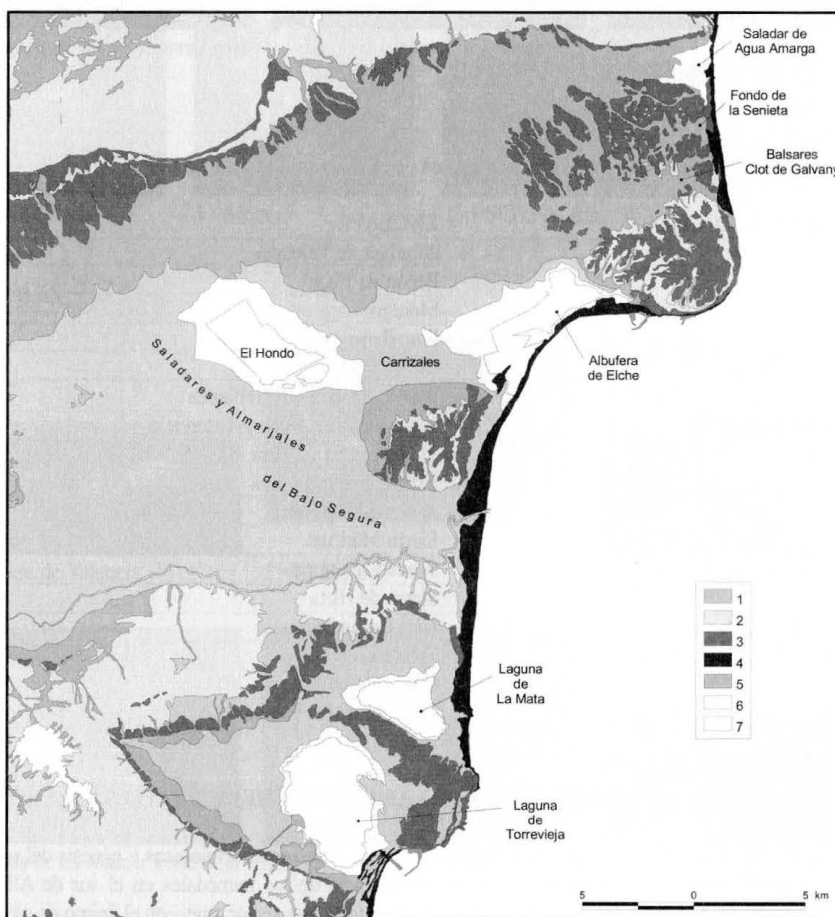 Saladar de
Agua Amarga
Fondo de
la Senieta
Balsares
Clot de Galvany
El Hondo
Carrizales
Albufera
de Elche
Saladares y Almarjales
del Bajo Segura
1
2
3
4
5
6
7
Laguna
de
La Mata
Laguna
de
Torrevieja
5 0 5 km